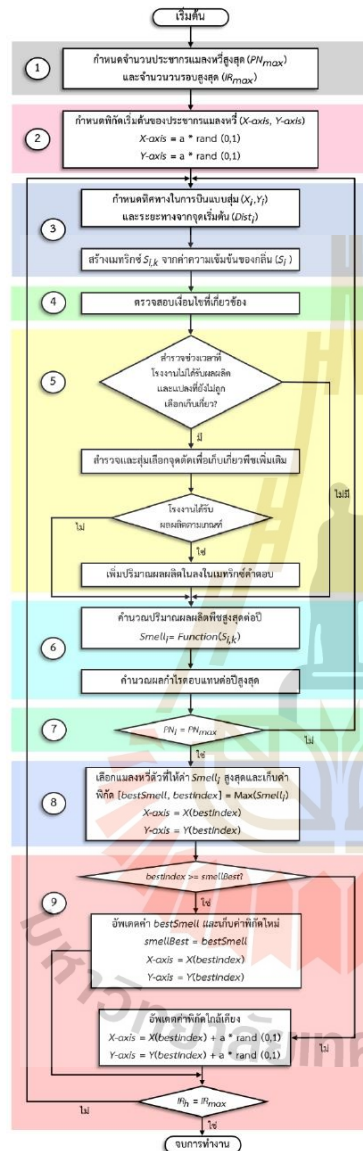 เริ่มต้น
1
กำหนดจำนวนประชากรแมลงหวี่สูงสุด (PNmax)
และจำนวนวนรอบสูงสุด (IRmax)
2
กำหนดพิกัดเริ่มต้นของประชากรแมลงหวี่ (X-axis, Y-axis)
X-axis = a * rand (0,1)
Y-axis = a * rand (0,1)
3
กำหนดทิศทางในการบินแบบสุ่ม (Xi,Yi)
และระยะทางจากจุดเริ่มต้น (Disti)
สร้างเมทริกซ์ Si,k จากค่าความเข้มข้นของกลิ่น (Si)
4
ตรวจสอบเงื่อนไขที่เกี่ยวข้อง
5
สำรวจช่วงเวลาที่
โรงงานไม่ได้รับผลผลิต
และแปลงที่ยังไม่ถูก
เลือกเก็บเกี่ยว?
มี
ไม่มี
สำรวจและสุ่มเลือกจุดตัดเพื่อเก็บเกี่ยวพืชเพิ่มเติม
โรงงานได้รับ
ผลผลิตตามเกณฑ์
ไม่
ใช่
เพิ่มปริมาณผลผลิตในลงในเมทริกซ์คำตอบ
6
คำนวณปริมาณผลผลิตพืชสูงสุดต่อปี
Smelli= Function(Si,k)
คำนวณผลกำไรตอบแทนต่อปีสูงสุด
7
PNi = PNmax
ไม่
ใช่
8
เลือกแมลงหวี่ตัวที่ให้ค่า Smelli สูงสุดและเก็บค่า
พิกัด [bestSmell, bestindex] = Max(Smelli)
X-axis = X(bestindex)
Y-axis = Y(bestindex)
9
bestindex >= smellBest?
ใช่
อัพเดตค่า bestSmell และเก็บค่าพิกัดใหม่
smellBest = bestSmell
X-axis = X(bestindex)
Y-axis = Y(bestindex)
อัพเดตค่าพิกัดใกล้เคียง
X-axis = X(bestindex) + a * rand (0,1)
Y-axis = Y(bestindex) + a * rand (0,1)
ไม่
IRh = IRmax
ไม่
ใช่
จบการทำงาน